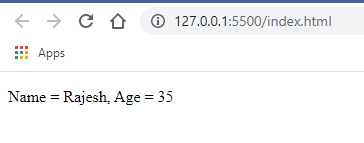 127.0.0.1:5500/index.html
Apps
Name = Rajesh, Age = 35